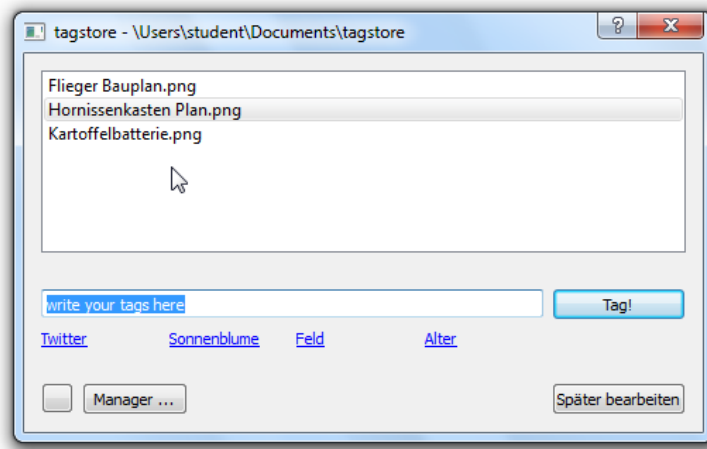 tagstore - \Users\student\Documents\tagstore
Flieger Bauplan.png
Hornissenkasten Plan.png
Kartoffelbatterie.png
write your tags here Tag!
Twitter Sonnenblume Feld Alter
Manager ... Später bearbeiten